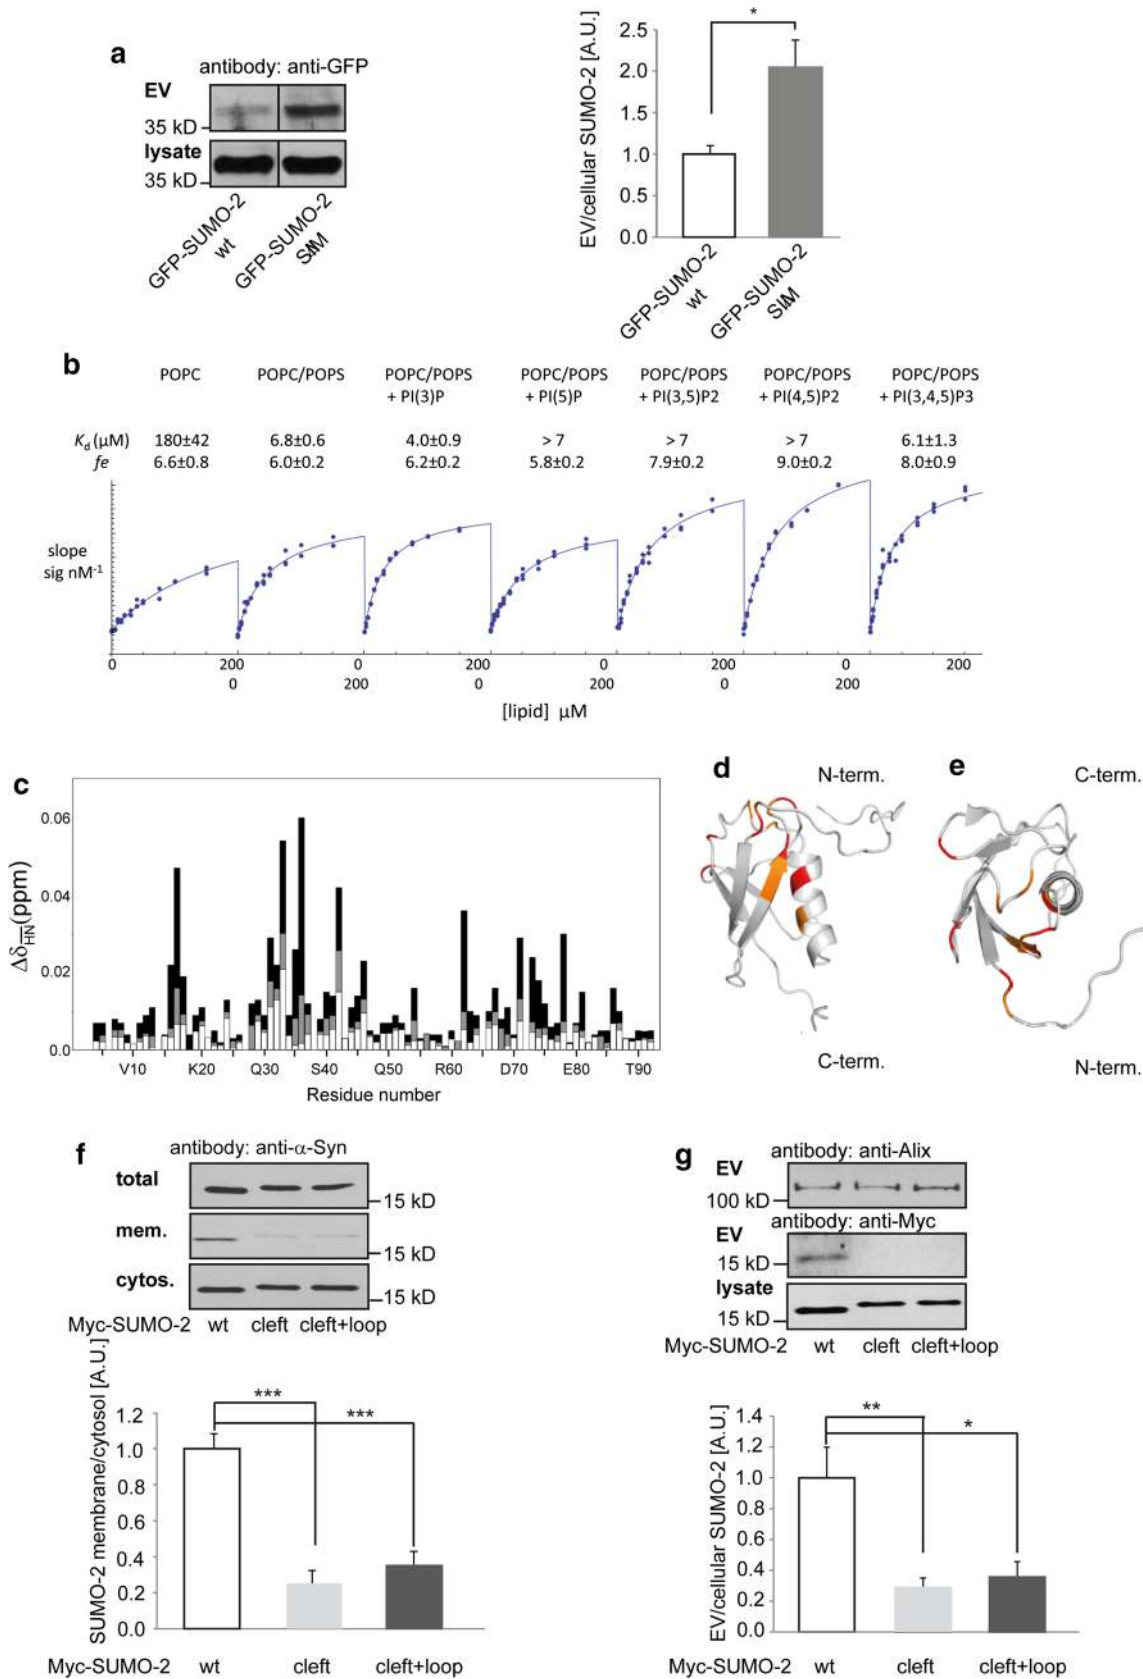 a
antibody: anti-GFP
EV
35 kD
lysate
35 kD
GFP-SUMO-2
wt
GFP-SUMO-2
EV/cellular SUMO-2 [A.U.]
2.5
2.0
1.5
1.0
0.5
0.0
*
GFP-SUMO-2
wt
GFP-SUMO-2
b
POPC POPC/POPS POPC/POPS POPC/POPS POPC/POPS POPC/POPS POPC/POPS
+ PI(3)P + PI(5)P + PI(3,5)P2 + PI(4,5)P2 + PI(3,4,5)P3
Kd (μM) 180±42 6.8±0.6 4.0±0.9 > 7 > 7 > 7 6.1±1.3
fe 6.6±0.8 6.0±0.2 6.2±0.2 5.8±0.2 7.9±0.2 9.0±0.2 8.0±0.9
slope
sig nM-1
0 200 0 200 0 200 0 200
0 200 0 200 0 200
[lipid] μM
c
ΔδHN(ppm)
0.06
0.04
0.02
0.0
V10 K20 Q30 S40 Q50 R60 D70 E80 T90
Residue number
d
N-term.
C-term.
e
C-term.
N-term.
f
antibody: anti-α-Syn
total
15 kD
mem.
15 kD
cytos.
15 kD
Myc-SUMO-2 wt cleft cleft+loop
SUMO-2 membrane/cytosol [A.U.]
1.2
1.0
0.8
0.6
0.4
0.2
0.0
***
***
Myc-SUMO-2 wt cleft cleft+loop
g
antibody: anti-Alix
EV
100 kD
antibody: anti-Myc
EV
15 kD
lysate
15 kD
Myc-SUMO-2 wt cleft cleft+loop
EV/cellular SUMO-2 [A.U.]
1.4
1.2
1.0
0.8
0.6
0.4
0.2
0.0
**
*
Myc-SUMO-2 wt cleft cleft+loop